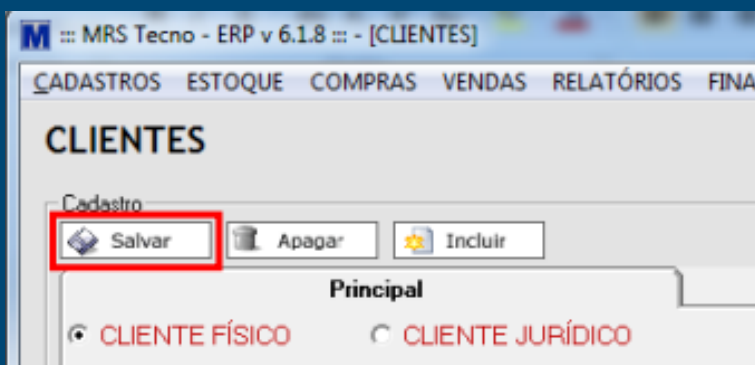 M ::: MRS Tecno - ERP v 6.1.8 ::: - [CLIENTES]
CADASTROS ESTOQUE COMPRAS VENDAS RELATÓRIOS FINA
CLIENTES
Cadastro
Salvar Apagar Incluir
Principal
CLIENTE FÍSICO CLIENTE JURÍDICO